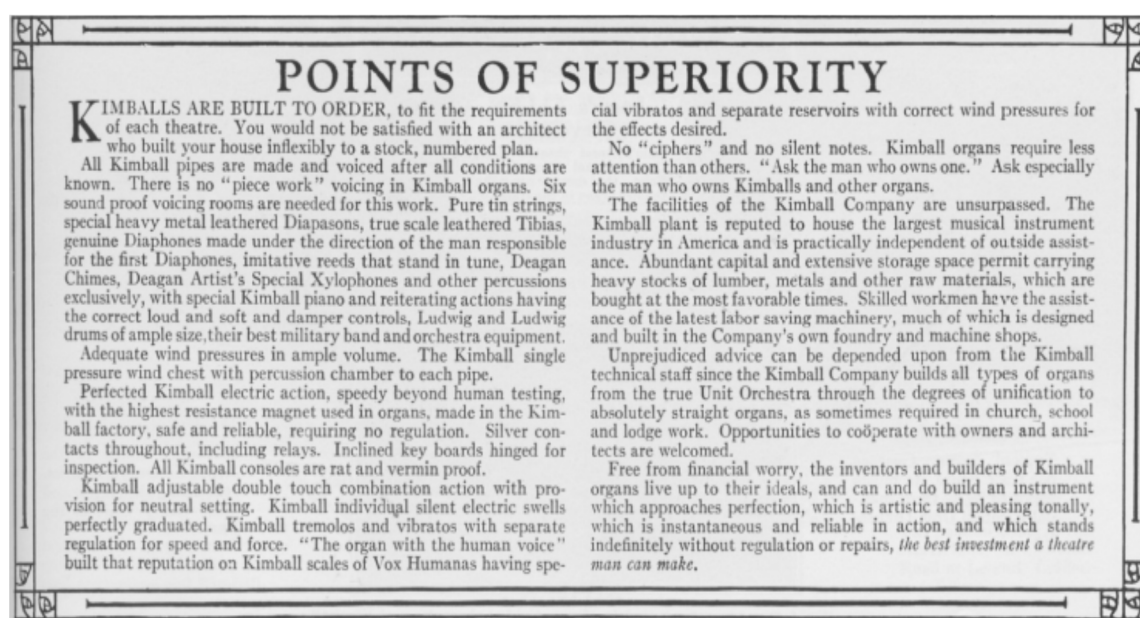 POINTS OF SUPERIORITY
KIMBALLS ARE BUILT TO ORDER, to fit the requirements
of each theatre. You would not be satisfied with an architect
who built your house inflexibly to a stock, numbered plan.
All Kimball pipes are made and voiced after all conditions are
known. There is no "piece work" voicing in Kimball organs. Six
sound proof voicing rooms are needed for this work. Pure tin strings,
special heavy metal leathered Diapasons, true scale leathered Tibias,
genuine Diaphones made under the direction of the man responsible
for the first Diaphones, imitative reeds that stand in tune, Deagan
Chimes, Deagan Artist's Special Xylophones and other percussions
exclusively, with special Kimball piano and reiterating actions having
the correct loud and soft and damper controls, Ludwig and Ludwig
drums of ample size, their best military band and orchestra equipment.
Adequate wind pressures in ample volume. The Kimball single
pressure wind chest with percussion chamber to each pipe.
Perfected Kimball electric action, speedy beyond human testing,
with the highest resistance magnet used in organs, made in the Kim-
ball factory, safe and reliable, requiring no regulation. Silver con-
tacts throughout, including relays. Inclined key boards hinged for
inspection. All Kimball consoles are rat and vermin proof.
Kimball adjustable double touch combination action with pro-
vision for neutral setting. Kimball individual silent electric swells
perfectly graduated. Kimball tremolos and vibratos with separate
regulation for speed and force. "The organ with the human voice"
built that reputation on Kimball scales of Vox Humanas having spe-
cial vibratos and separate reservoirs with correct wind pressures for
the effects desired.
No "ciphers" and no silent notes. Kimball organs require less
attention than others. "Ask the man who owns one." Ask especially
the man who owns Kimballs and other organs.
The facilities of the Kimball Company are unsurpassed. The
Kimball plant is reputed to house the largest musical instrument
industry in America and is practically independent of outside assist-
ance. Abundant capital and extensive storage space permit carrying
heavy stocks of lumber, metals and other raw materials, which are
bought at the most favorable times. Skilled workmen have the assist-
ance of the latest labor saving machinery, much of which is designed
and built in the Company's own foundry and machine shops.
Unprejudiced advice can be depended upon from the Kimball
technical staff since the Kimball Company builds all types of organs
from the true Unit Orchestra through the degrees of unification to
absolutely straight organs, as sometimes required in church, school
and lodge work. Opportunities to coöperate with owners and archi-
tects are welcomed.
Free from financial worry, the inventors and builders of Kimball
organs live up to their ideals, and can and do build an instrument
which approaches perfection, which is artistic and pleasing tonally,
which is instantaneous and reliable in action, and which stands
indefinitely without regulation or repairs, the best investment a theatre
man can make.